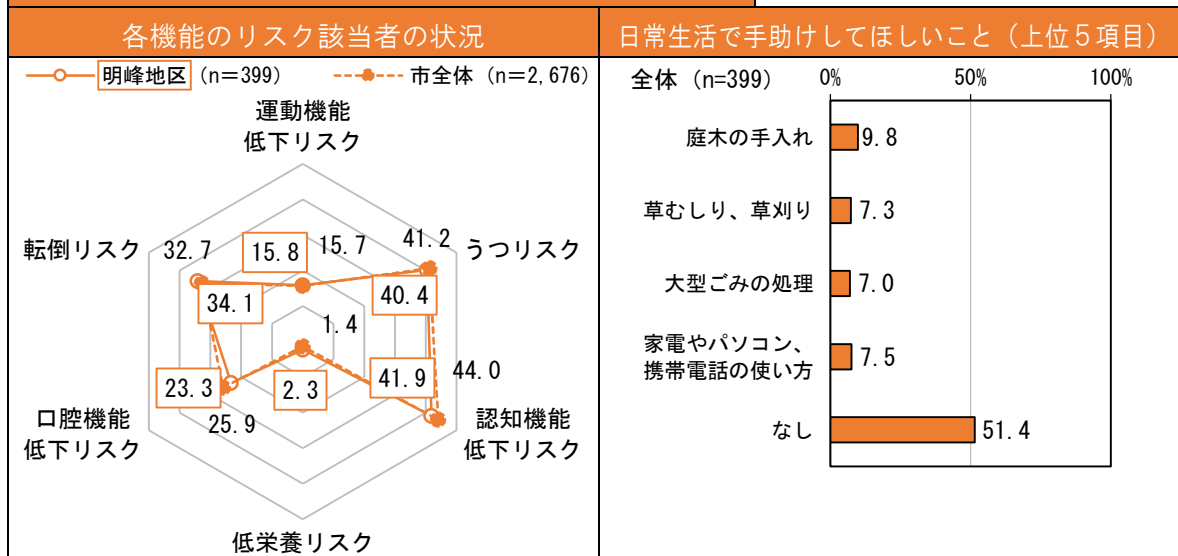 各機能のリスク該当者の状況
明峰地区 (n＝399)
市全体 (n＝2,676)
運動機能
低下リスク
転倒リスク
32.7
15.8
15.7
41.2
うつリスク
34.1
40.4
1.4
23.3
2.3
41.9
44.0
口腔機能
低下リスク
25.9
認知機能
低下リスク
低栄養リスク
日常生活で手助けしてほしいこと（上位５項目）
全体 (n=399)
0%
50%
100%
庭木の手入れ
9.8
草むしり、草刈り
7.3
大型ごみの処理
7.0
家電やパソコン、
携帯電話の使い方
7.5
なし
51.4